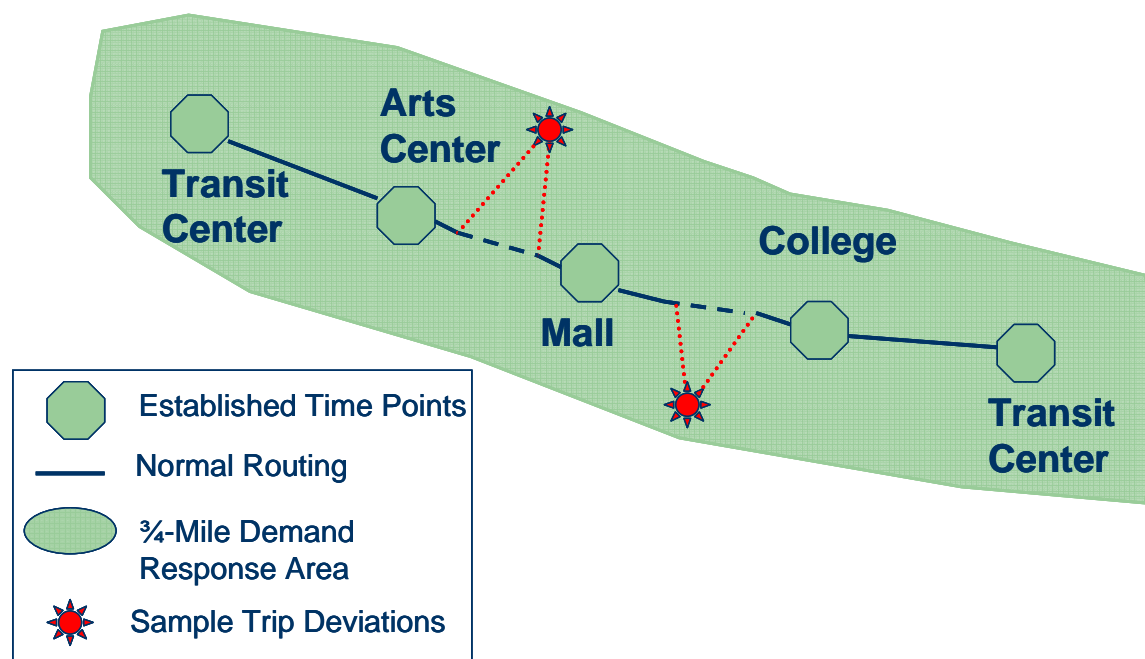 Arts
Center
Transit
Center
College
Mall
Transit
Center
Established Time Points
Normal Routing
¾-Mile Demand
Response Area
Sample Trip Deviations